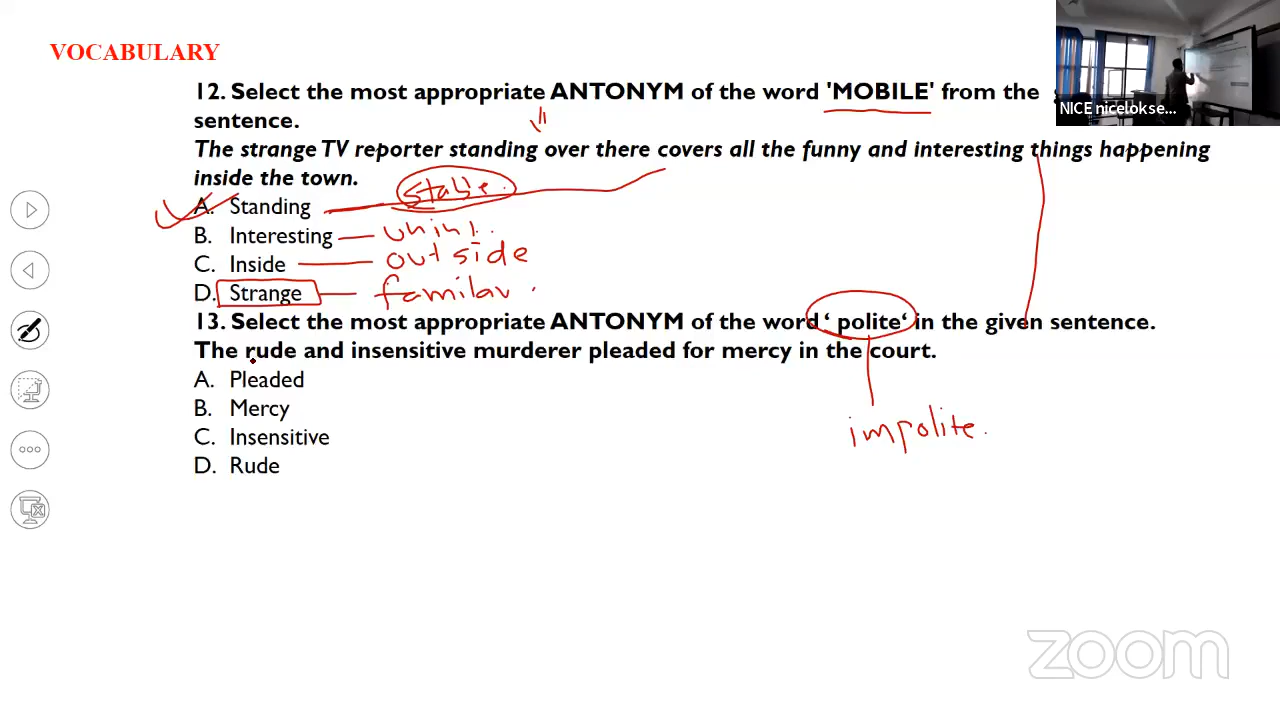 VOCABULARY
12. Select the most appropriate ANTONYM of the word 'MOBILE' from the
sentence.
NICE nicelokse...
The strange TV reporter standing over there covers all the funny and interesting things happening
inside the town.
A. Standing stable.
B. Interesting
C. Inside outside
D. Strange familar.
13. Select the most appropriate ANTONYM of the word ‘ polite‘ in the given sentence.
The rude and insensitive murderer pleaded for mercy in the court.
A. Pleaded
B. Mercy
impolite.
C. Insensitive
D. Rude
zoom